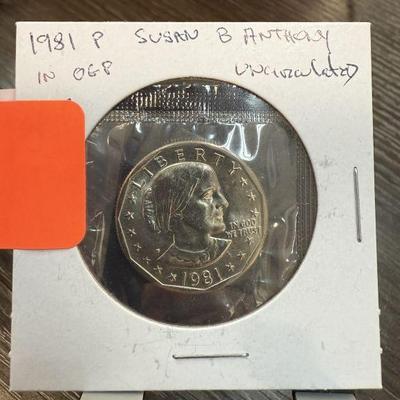 1981 P SUSAN B ANTHONY
IN OGP UNCirculateD
LIBERTY
IN GOD
WE TRUST
1981